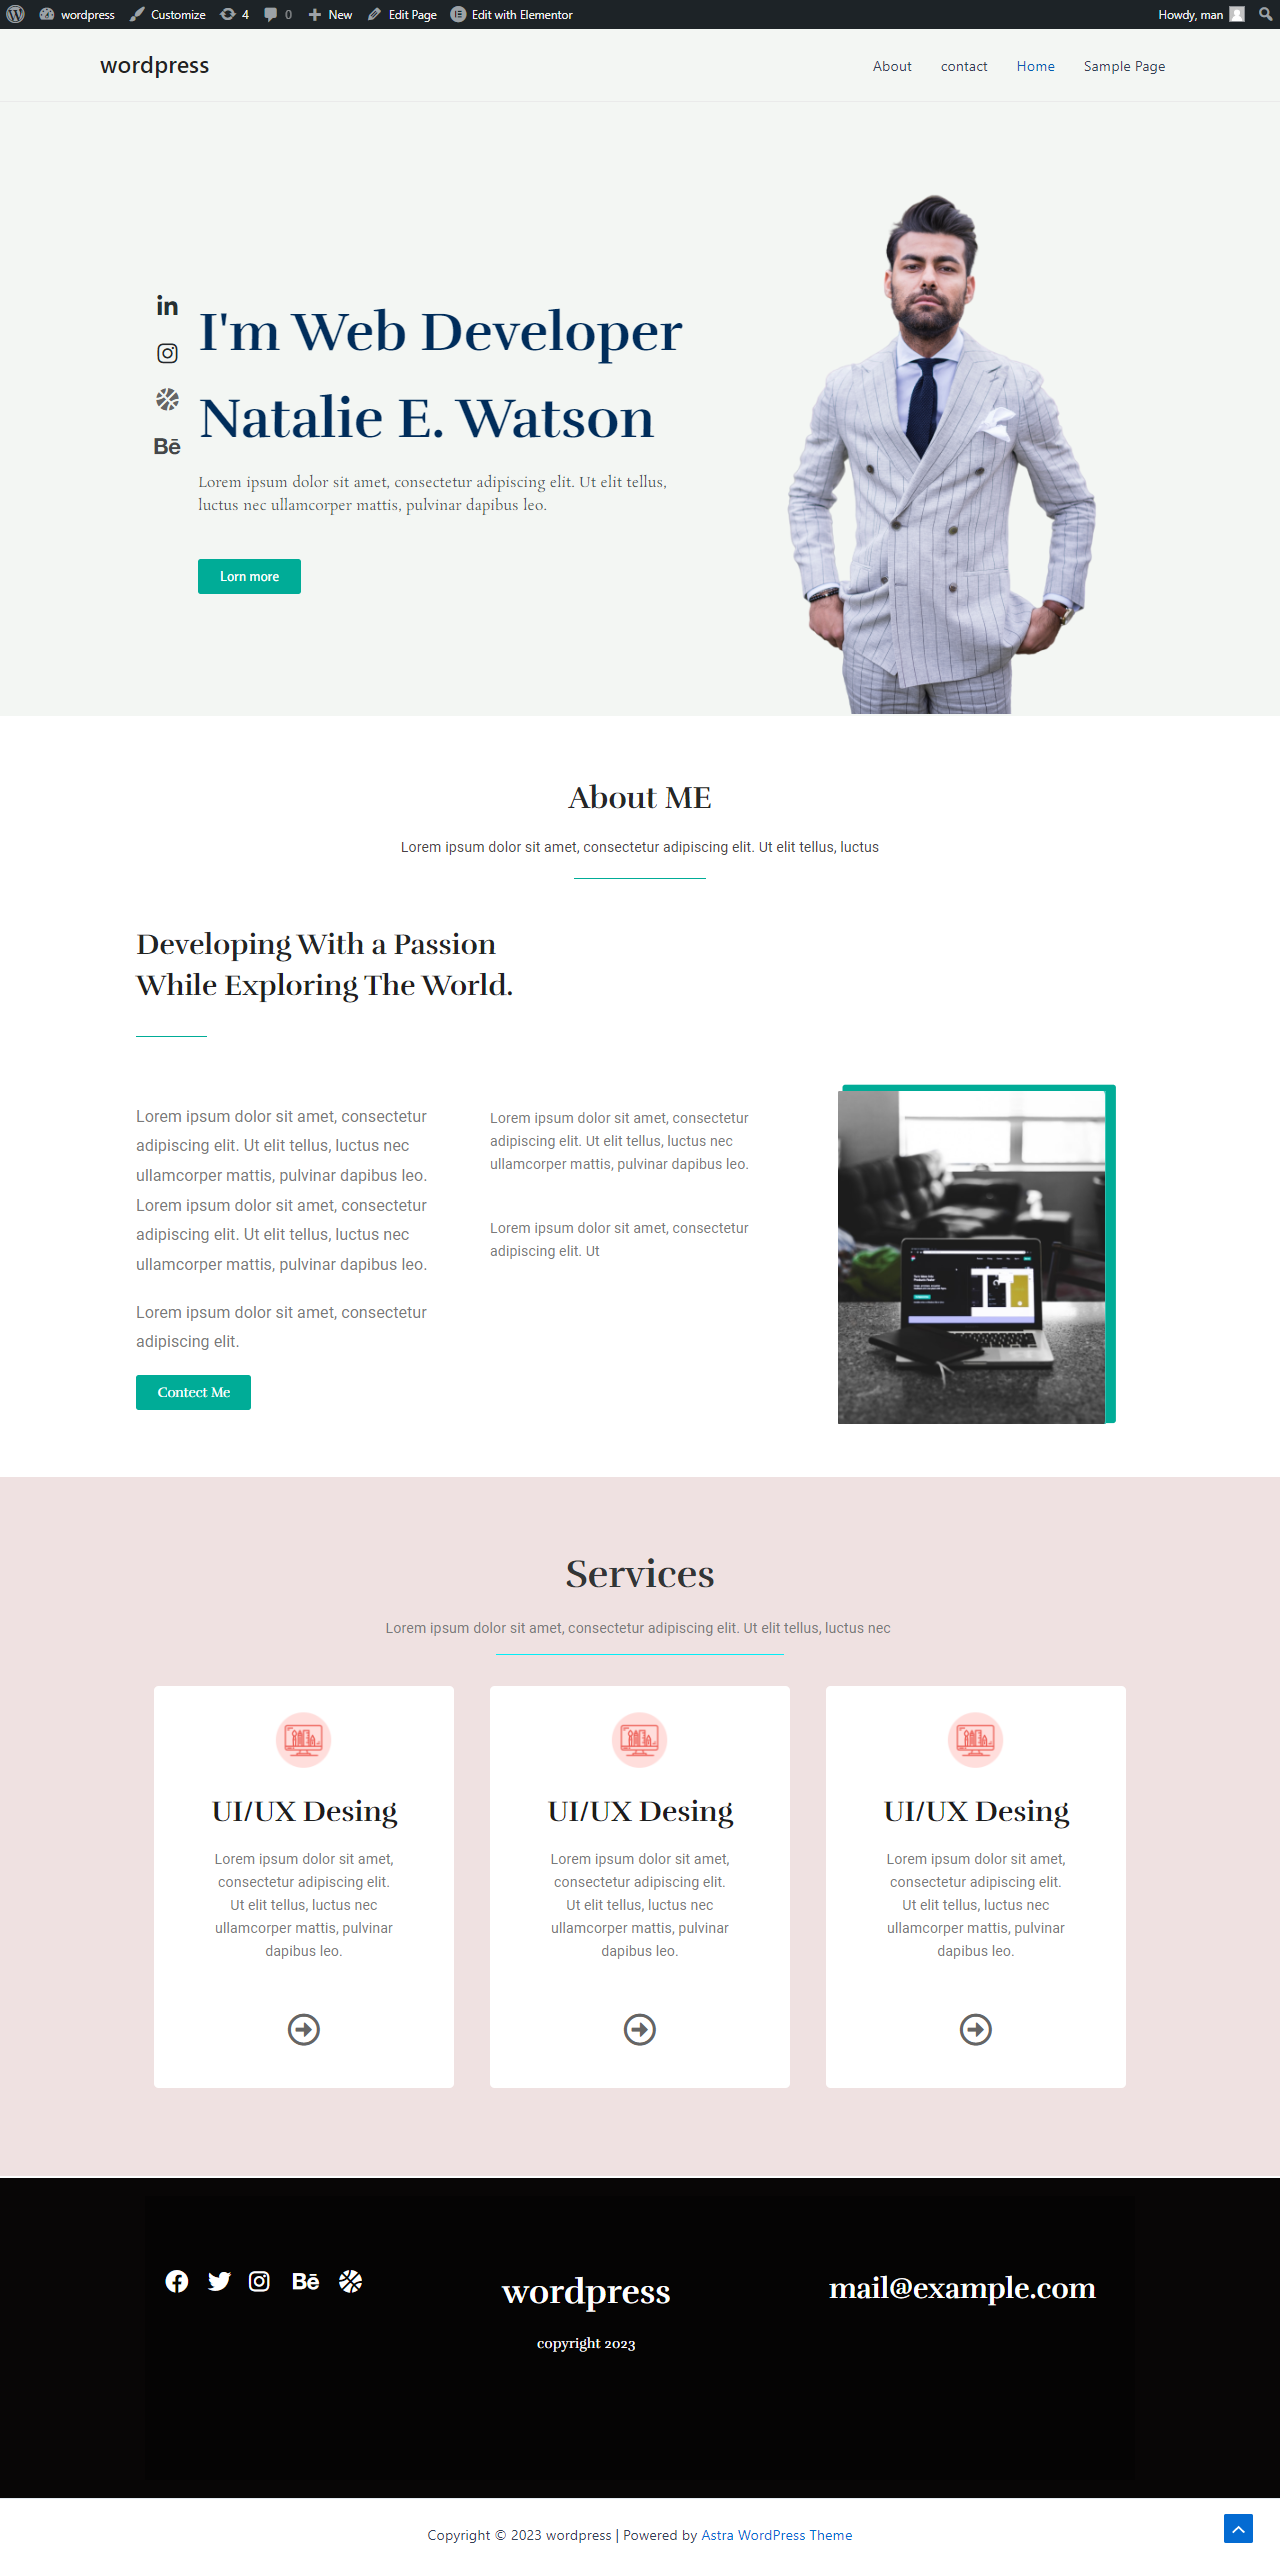 wordpress Customize 4 0 New Edit Page Edit with Elementor Howdy, man
wordpress About contact Home Sample Page
in
I'm Web Developer
Natalie E. Watson
Bē
Lorem ipsum dolor sit amet, consectetur adipiscing elit. Ut elit tellus,
luctus nec ullamcorper mattis, pulvinar dapibus leo.
Lorn more
About ME
Lorem ipsum dolor sit amet, consectetur adipiscing elit. Ut elit tellus, luctus
Developing With a Passion
While Exploring The World.
Lorem ipsum dolor sit amet, consectetur
adipiscing elit. Ut elit tellus, luctus nec
ullamcorper mattis, pulvinar dapibus leo.
Lorem ipsum dolor sit amet, consectetur
adipiscing elit. Ut elit tellus, luctus nec
ullamcorper mattis, pulvinar dapibus leo.
Lorem ipsum dolor sit amet, consectetur
adipiscing elit.
Contect Me
Lorem ipsum dolor sit amet, consectetur
adipiscing elit. Ut elit tellus, luctus nec
ullamcorper mattis, pulvinar dapibus leo.
Lorem ipsum dolor sit amet, consectetur
adipiscing elit. Ut
Services
Lorem ipsum dolor sit amet, consectetur adipiscing elit. Ut elit tellus, luctus nec
UI/UX Desing
Lorem ipsum dolor sit amet,
consectetur adipiscing elit.
Ut elit tellus, luctus nec
ullamcorper mattis, pulvinar
dapibus leo.
UI/UX Desing
Lorem ipsum dolor sit amet,
consectetur adipiscing elit.
Ut elit tellus, luctus nec
ullamcorper mattis, pulvinar
dapibus leo.
UI/UX Desing
Lorem ipsum dolor sit amet,
consectetur adipiscing elit.
Ut elit tellus, luctus nec
ullamcorper mattis, pulvinar
dapibus leo.
Bē
wordpress
copyright 2023
mail@example.com
Copyright © 2023 wordpress | Powered by Astra WordPress Theme